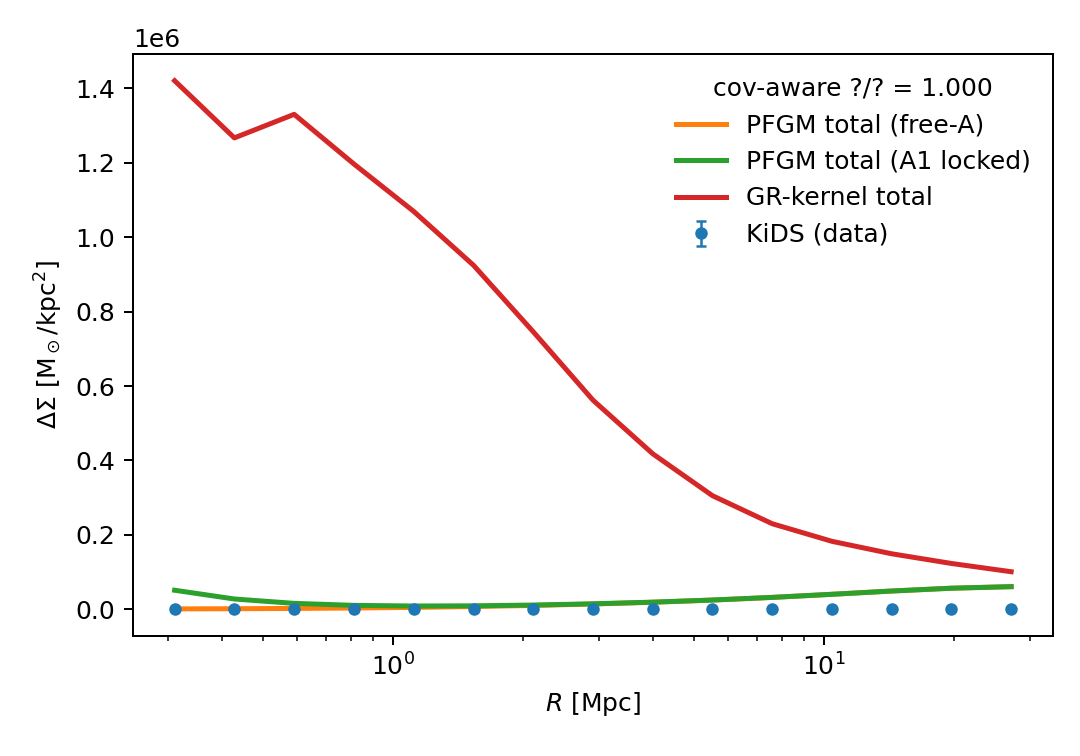 1e6
1.4
1.2
1.0
0.8
0.6
0.4
0.2
0.0
ΔΣ [M⊙/kpc²]
cov-aware ?/? = 1.000
PFGM total (free-A)
PFGM total (A1 locked)
GR-kernel total
KiDS (data)
10⁰
10¹
R [Mpc]